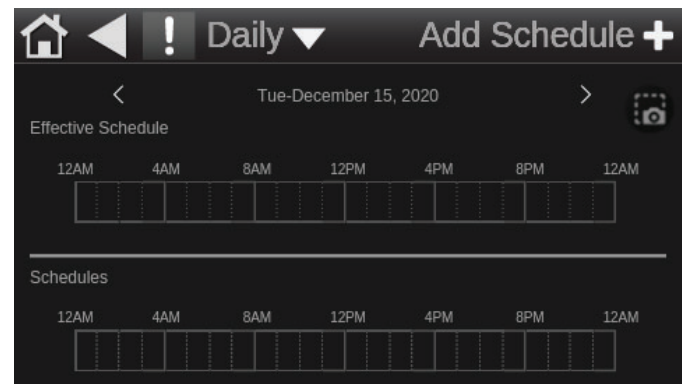 ! Daily Add Schedule +
Tue-December 15, 2020
Effective Schedule
12AM 4AM 8AM 12PM 4PM 8PM 12AM
Schedules
12AM 4AM 8AM 12PM 4PM 8PM 12AM